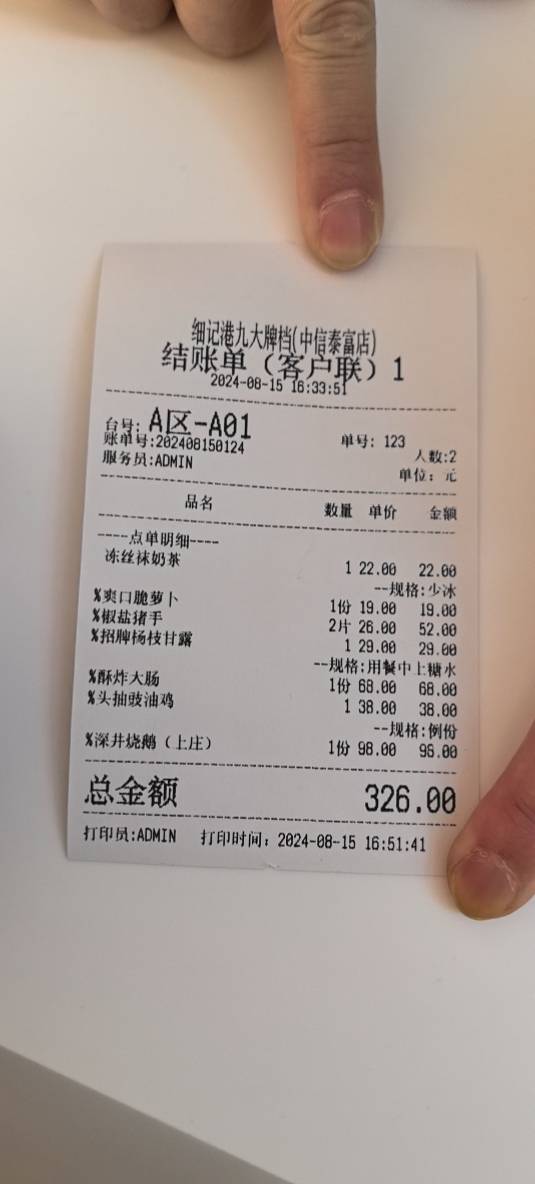 细记港九大牌档(中信泰富店)
结账单（客户联）1
2024-08-15 16:33:51
台号: A区-A01 单号: 123
账单号:202408150124 人数:2
服务员:ADMIN 单位: 元
品名 数量 单价 金额
-----点单明细----
冻丝袜奶茶
1 22.00 22.00
--规格:少冰
%爽口脆萝卜 1份 19.00 19.00
%椒盐猪手 2片 26.00 52.00
%招牌杨枝甘露 1 29.00 29.00
--规格:用餐中上糖水
%酥炸大肠 1份 68.00 68.00
%头抽豉油鸡 1 38.00 38.00
--规格:例份
%深井烧鹅（上庄） 1份 98.00 98.00
总金额 326.00
打印员:ADMIN 打印时间: 2024-08-15 16:51:41